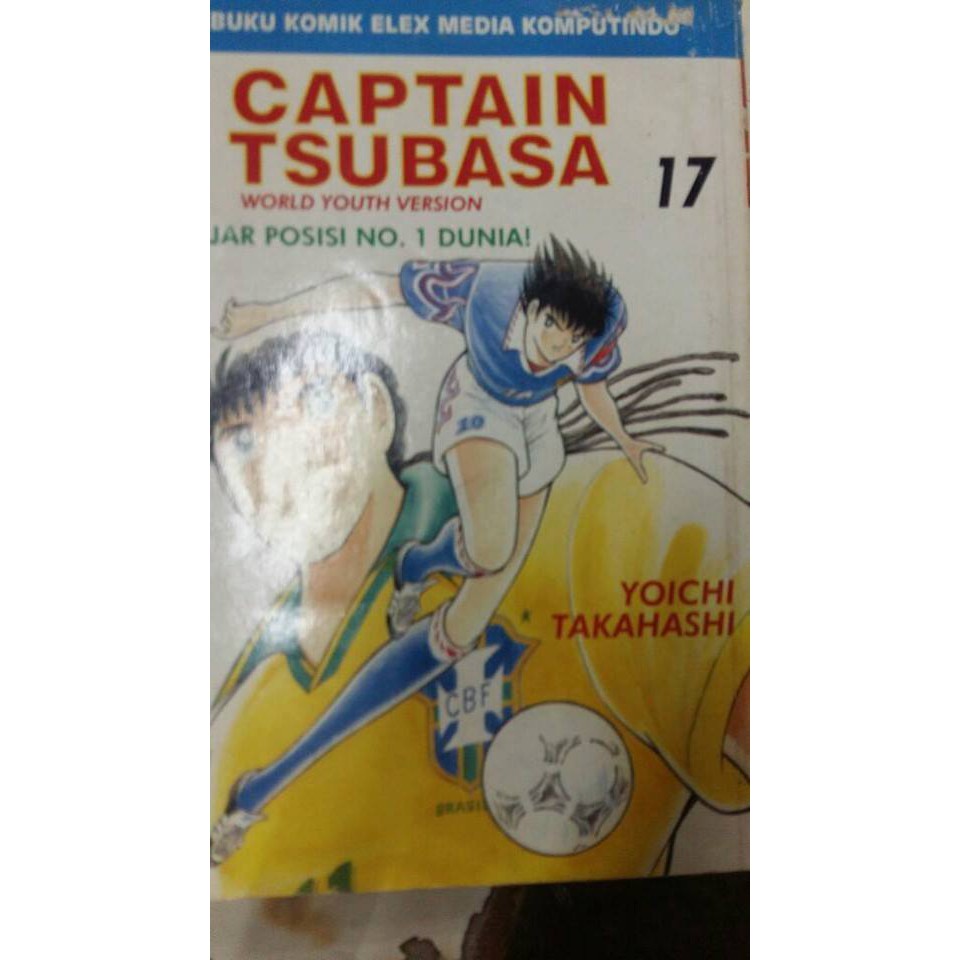 BUKU KOMIK ELEX MEDIA KOMPUTINDO
CAPTAIN
TSUBASA
17
WORLD YOUTH VERSION
JAR POSISI NO. 1 DUNIA!
10
YOICHI
TAKAHASHI
CBF
BRASI